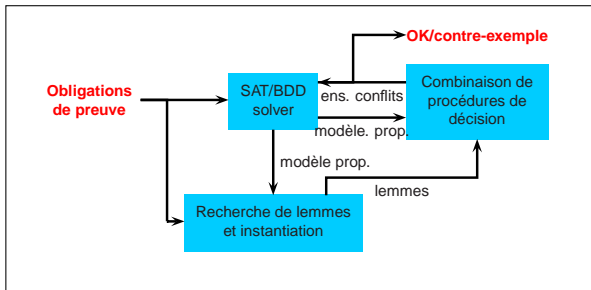 OK/contre-exemple
Obligations
de preuve
SAT/BDD
solver
ens. conflits
Combinaison de
procédures de
décision
modèle. prop.
modèle prop.
lemmes
Recherche de lemmes
et instantiation